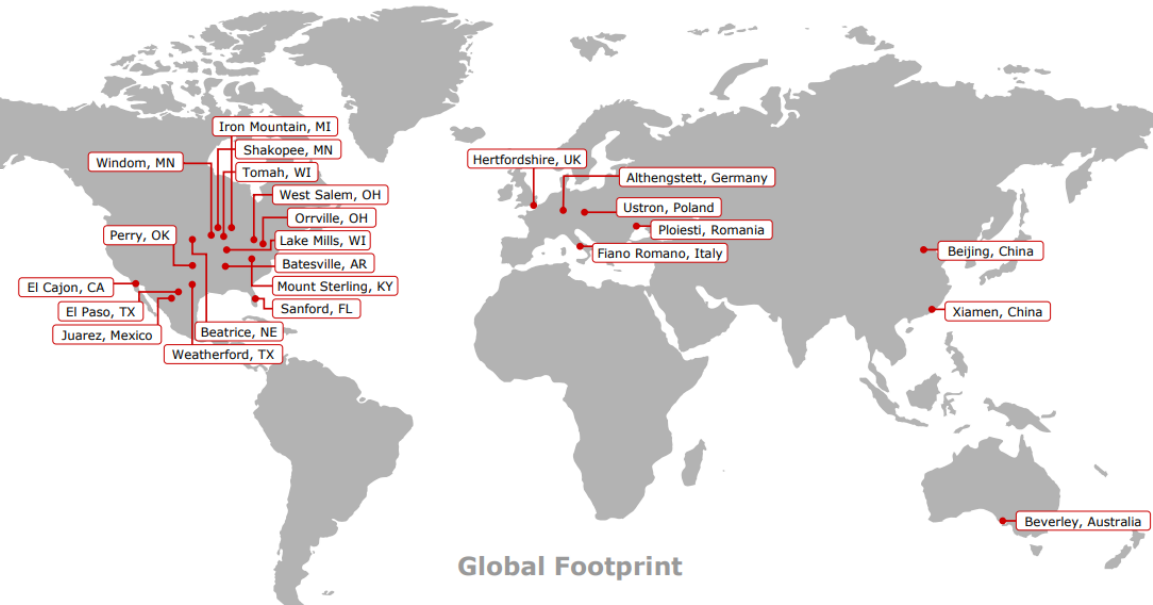 Iron Mountain, MI
Shakopee, MN
Windom, MN
Tomah, WI
West Salem, OH
Orrville, OH
Perry, OK
Lake Mills, WI
Batesville, AR
El Cajon, CA
Mount Sterling, KY
El Paso, TX
Sanford, FL
Juarez, Mexico
Beatrice, NE
Weatherford, TX
Hertfordshire, UK
Althengstett, Germany
Ustron, Poland
Ploiesti, Romania
Fiano Romano, Italy
Beijing, China
Xiamen, China
Beverley, Australia
Global Footprint